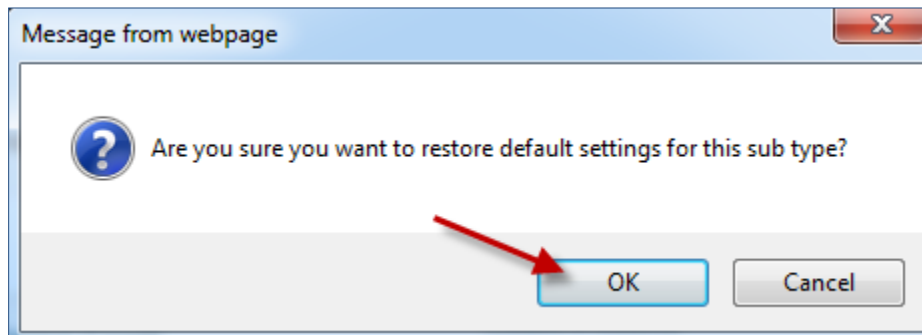 Message from webpage
Are you sure you want to restore default settings for this sub type?
OK
Cancel